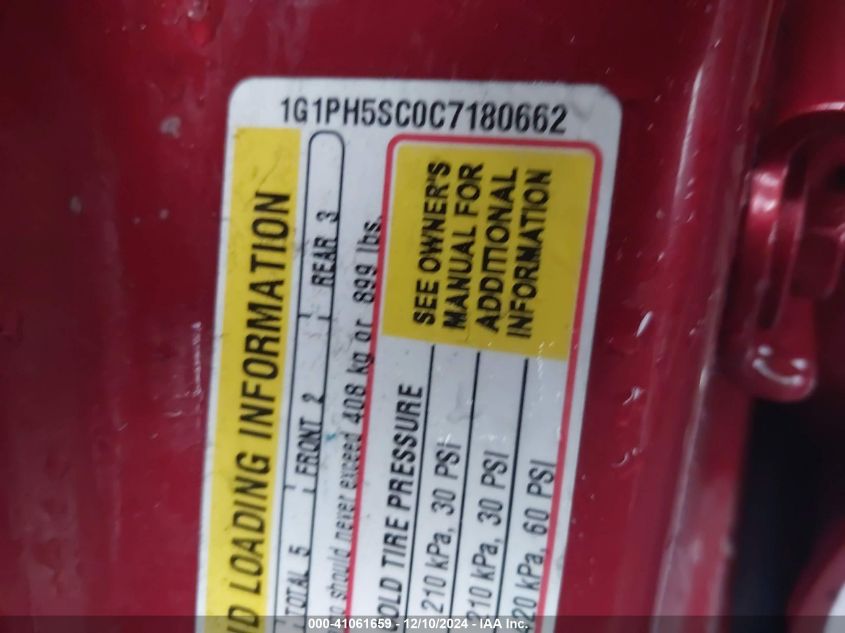 1G1PH5SC0C7180662
LOADING INFORMATION
TOTAL 5 FRONT 2 REAR 3
should never exceed 408 kg or 899 lbs.
TIRE PRESSURE
SEE OWNER'S
MANUAL FOR
ADDITIONAL
INFORMATION
210 kPa, 30 PSI
210 kPa, 30 PSI
420 kPa, 60 PSI
000-41061659 - 12/10/2024 - IAA Inc.